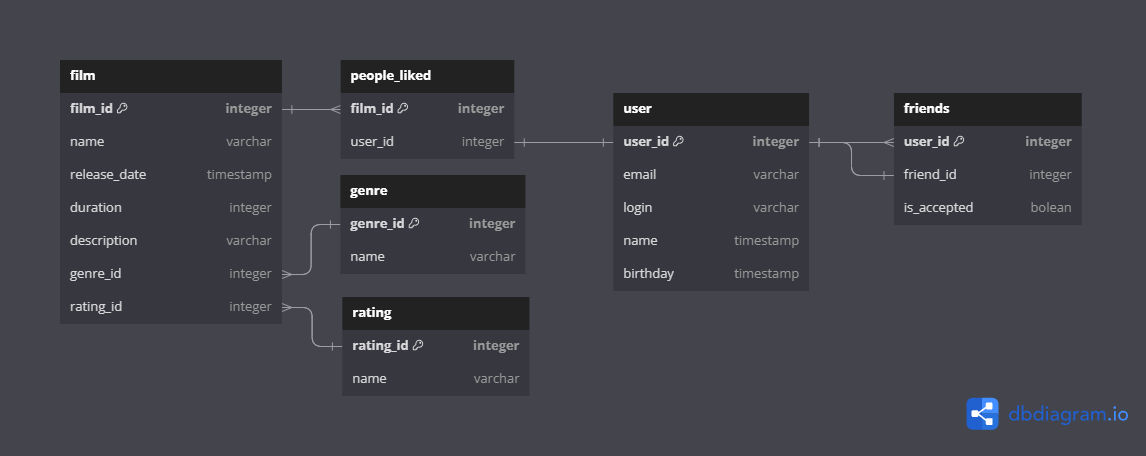 film
film_id integer
name varchar
release_date timestamp
duration integer
description varchar
genre_id integer
rating_id integer
people_liked
film_id integer
user_id integer
genre
genre_id integer
name varchar
rating
rating_id integer
name varchar
user
user_id integer
email varchar
login varchar
name timestamp
birthday timestamp
friends
user_id integer
friend_id integer
is_accepted bolean
dbdiagram.io